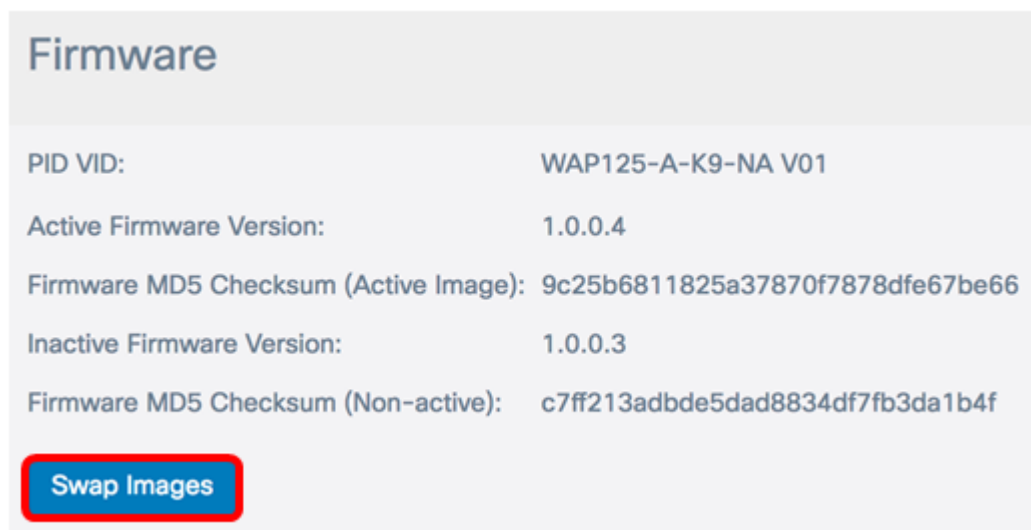 Firmware
PID VID: WAP125-A-K9-NA V01
Active Firmware Version: 1.0.0.4
Firmware MD5 Checksum (Active Image): 9c25b6811825a37870f7878dfe67be66
Inactive Firmware Version: 1.0.0.3
Firmware MD5 Checksum (Non-active): c7ff213adbde5dad8834df7fb3da1b4f
Swap Images